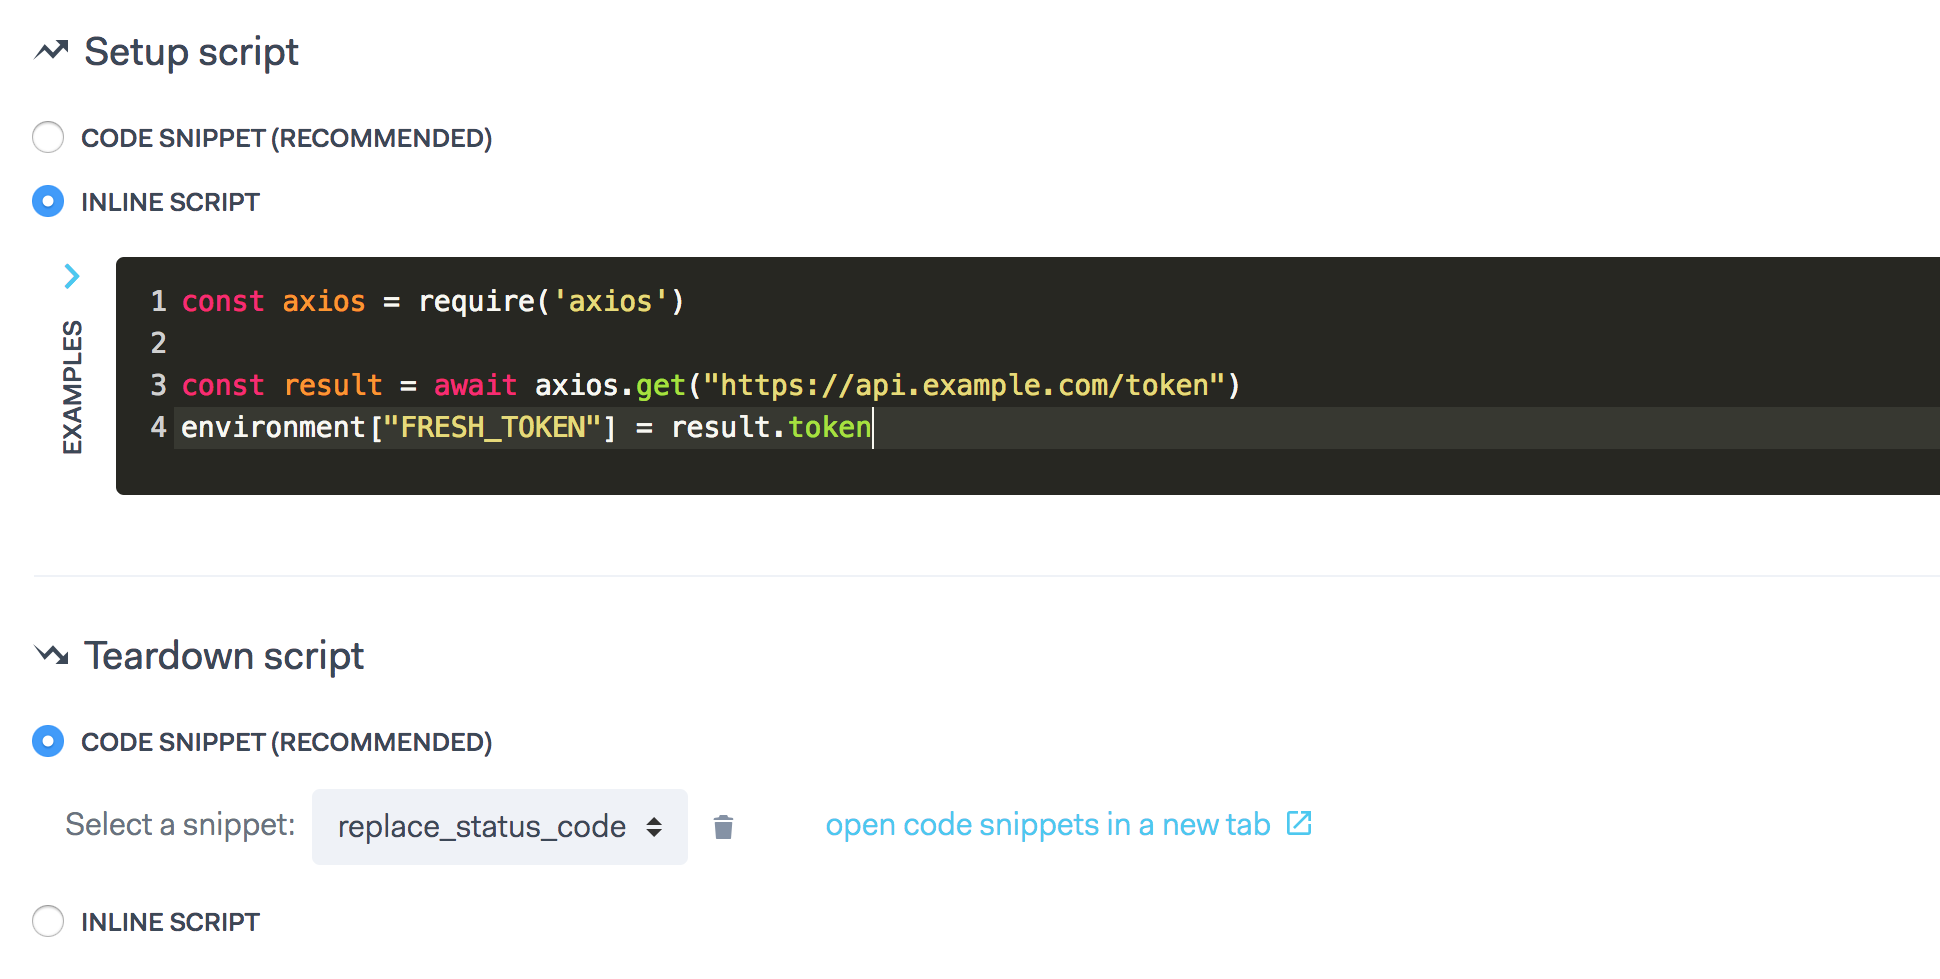 Setup script
CODE SNIPPET (RECOMMENDED)
INLINE SCRIPT
EXAMPLES
1 const axios = require('axios')
2
3 const result = await axios.get("https://api.example.com/token")
4 environment["FRESH_TOKEN"] = result.token
Teardown script
CODE SNIPPET (RECOMMENDED)
Select a snippet: replace_status_code open code snippets in a new tab
INLINE SCRIPT